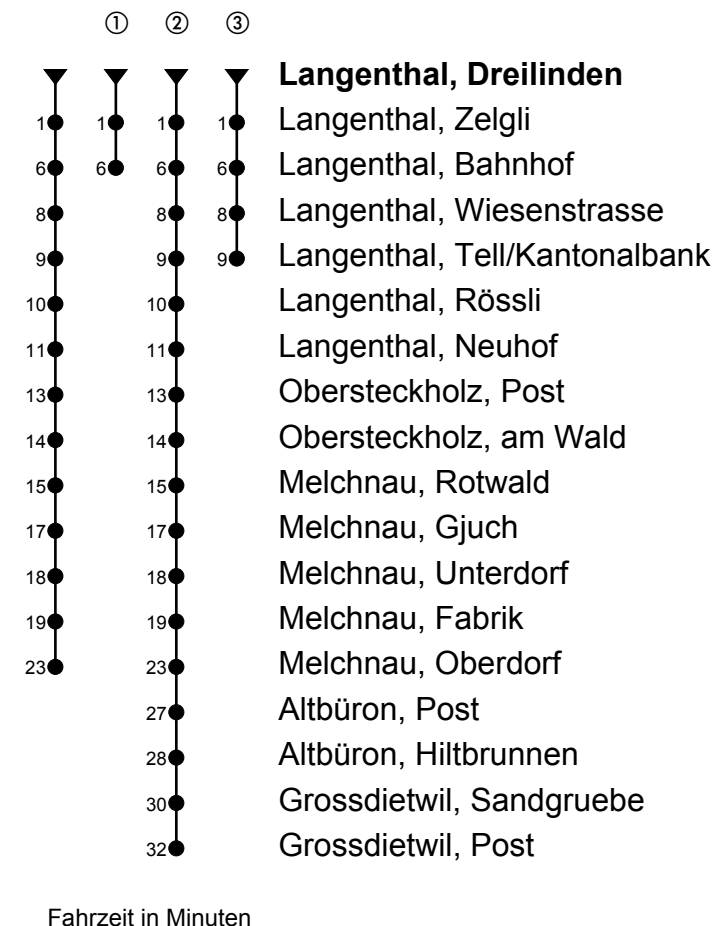 ① ② ③
Langenthal, Dreilinden
1 1 1 1 Langenthal, Zelgli
6 6 6 6 Langenthal, Bahnhof
8 8 8 Langenthal, Wiesenstrasse
9 9 9 Langenthal, Tell/Kantonalbank
10 10 Langenthal, Rössli
11 11 Langenthal, Neuhof
13 13 Obersteckholz, Post
14 14 Obersteckholz, am Wald
15 15 Melchnau, Rotwald
17 17 Melchnau, Gjuch
18 18 Melchnau, Unterdorf
19 19 Melchnau, Fabrik
23 23 Melchnau, Oberdorf
27 Altbüron, Post
28 Altbüron, Hiltbrunnen
30 Grossdietwil, Sandgruebe
32 Grossdietwil, Post
Fahrzeit in Minuten